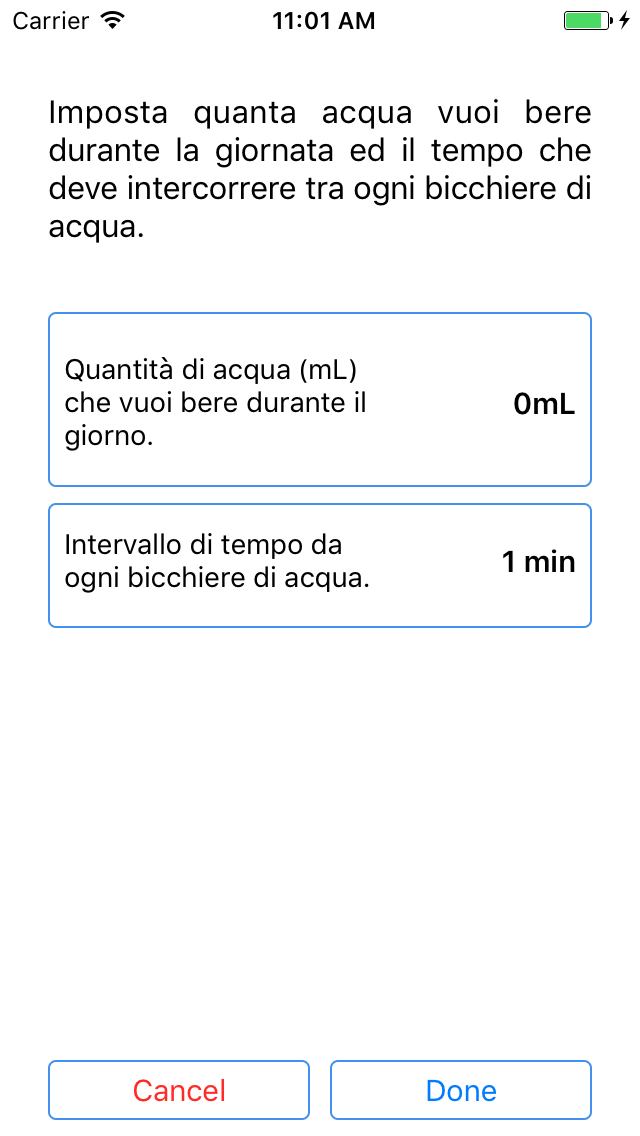 Carrier 11:01 AM
Imposta quanta acqua vuoi bere
durante la giornata ed il tempo che
deve intercorrere tra ogni bicchiere di
acqua.
Quantità di acqua (mL)
che vuoi bere durante il
giorno.
0mL
Intervallo di tempo da
ogni bicchiere di acqua.
1 min
Cancel Done